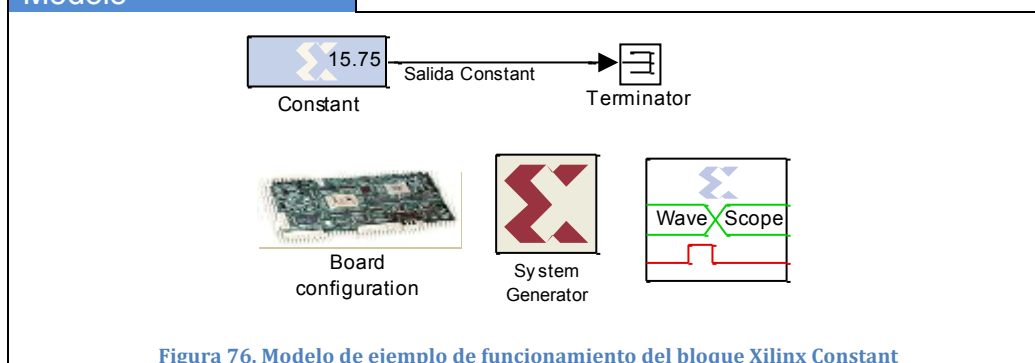 Modelo
15.75
Salida Constant
Constant
Terminator
Wave Scope
Board
configuration
System
Generator
Figura 76. Modelo de ejemplo de funcionamiento del bloque Xilinx Constant